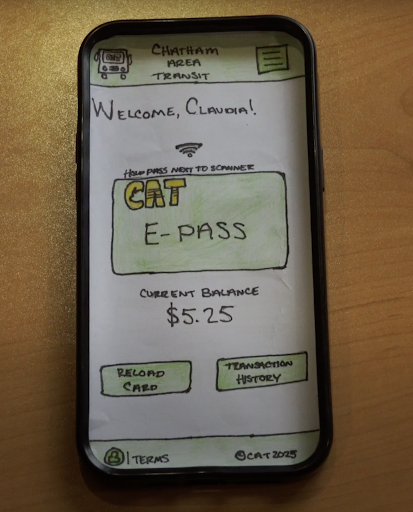 CAT
CHATHAM
AREA
TRANSIT
WELCOME, CLAUDIA!
HOLD PASS NEXT TO SCANNER
CAT
E-PASS
CURRENT BALANCE
$5.25
RELOAD
CARD
TRANSACTION
HISTORY
| TERMS
©CAT 2025